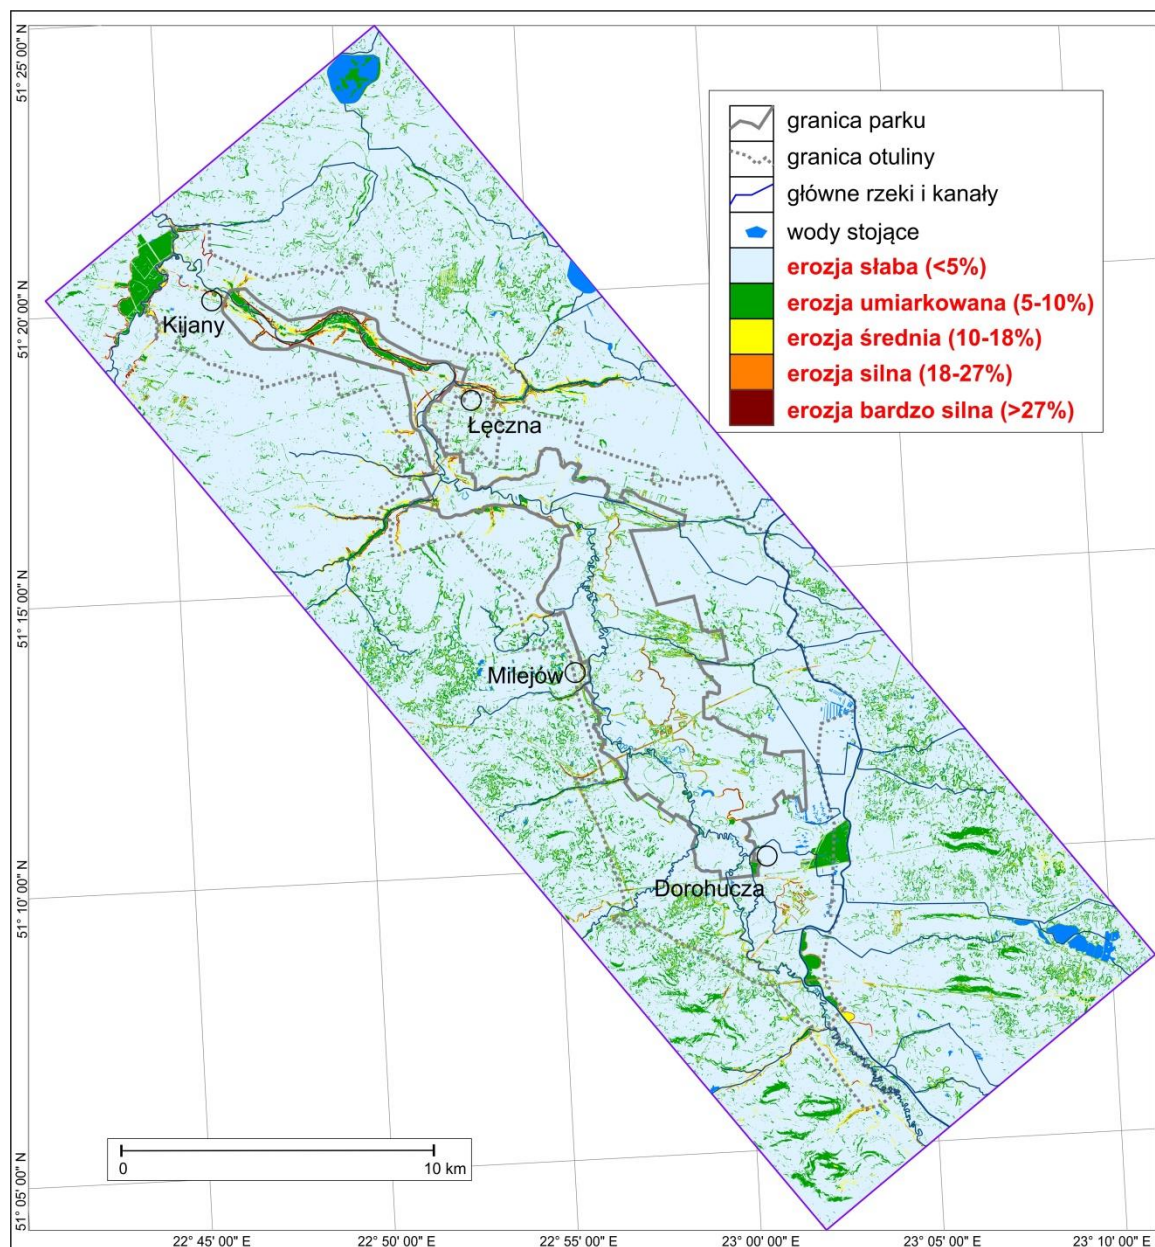 51° 25' 00" N
granica parku
granica otuliny
główne rzeki i kanały
wody stojące
erozja słaba (<5%)
erozja umiarkowana (5-10%)
erozja średnia (10-18%)
erozja silna (18-27%)
erozja bardzo silna (>27%)
51° 20' 00" N
Kijany
Łęczna
51° 15' 00" N
Milejów
51° 10' 00" N
Dorohucza
51° 05' 00" N
0
10 km
22° 45' 00" E
22° 50' 00" E
22° 55' 00" E
23° 00' 00" E
23° 05' 00" E
23° 10' 00" E